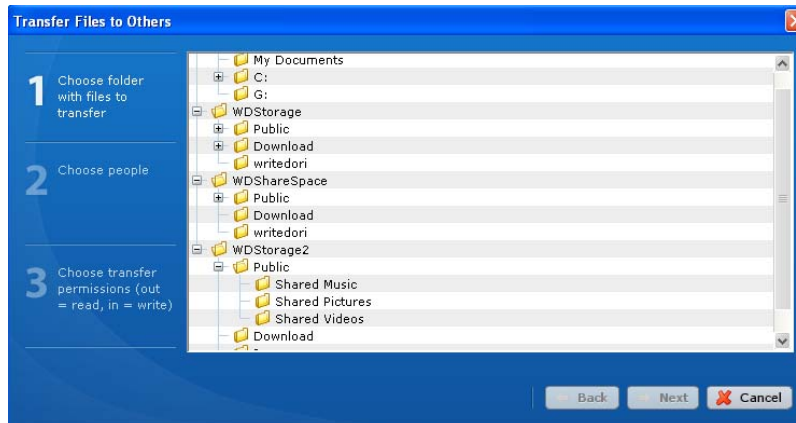 Transfer Files to Others
1 Choose folder
with files to
transfer
2 Choose people
3 Choose transfer
permissions (out
= read, in = write)
My Documents
C:
G:
WDStorage
Public
Download
writedori
WDShareSpace
Public
Download
writedori
WDStorage2
Public
Shared Music
Shared Pictures
Shared Videos
Download
Back
Next
Cancel